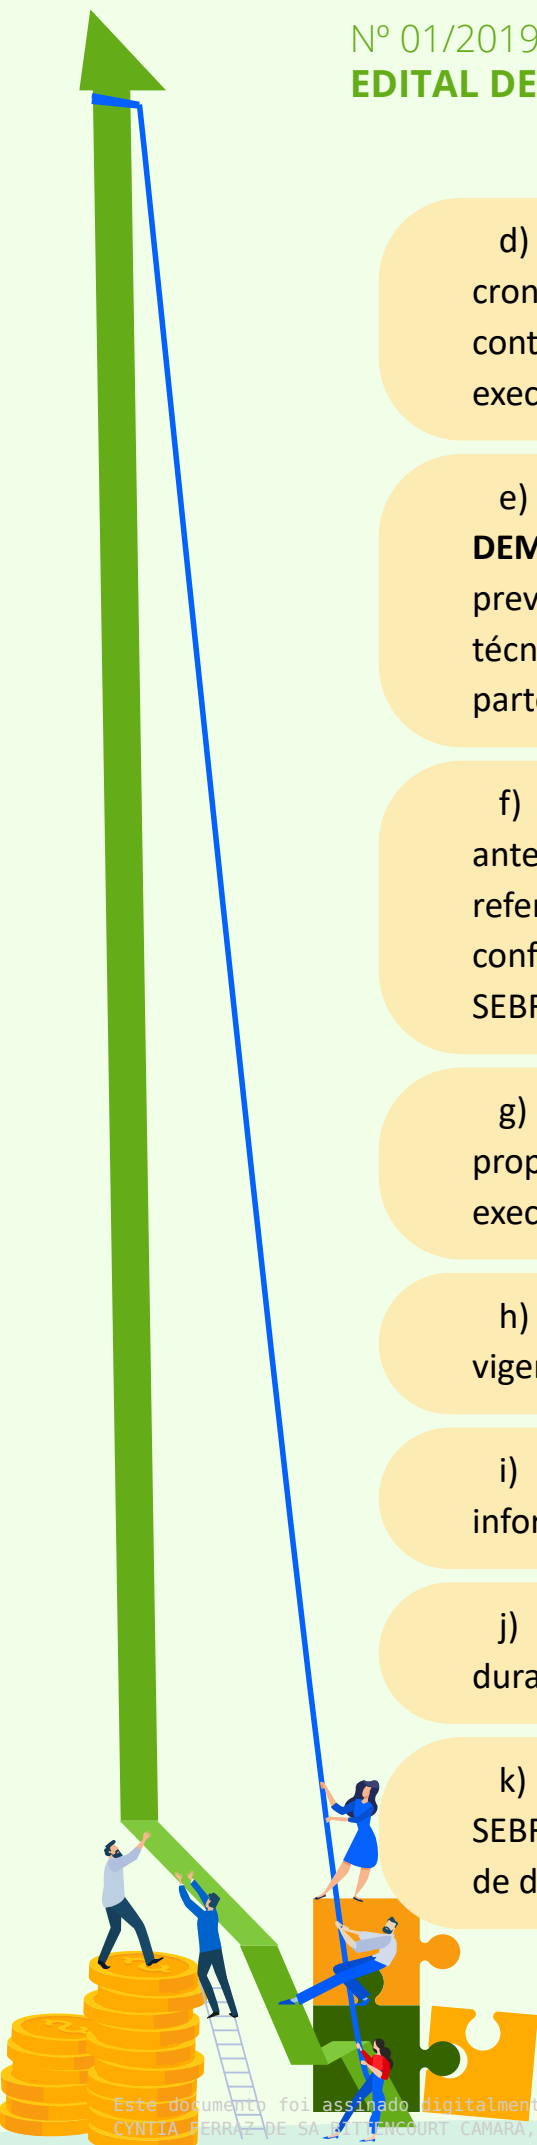 Nº 01/2019
EDITAL DE
d)
cron
cont
exec
e)
DEM
prev
técn
parte
f)
ante
refer
conf
SEBR
g)
prop
exec
h)
viger
i)
infor
j)
dura
k)
SEBR
de d
Este documento foi assinado digitalment
CYNTIA FERRAZ DE SA BITTENCOURT CAMARA,